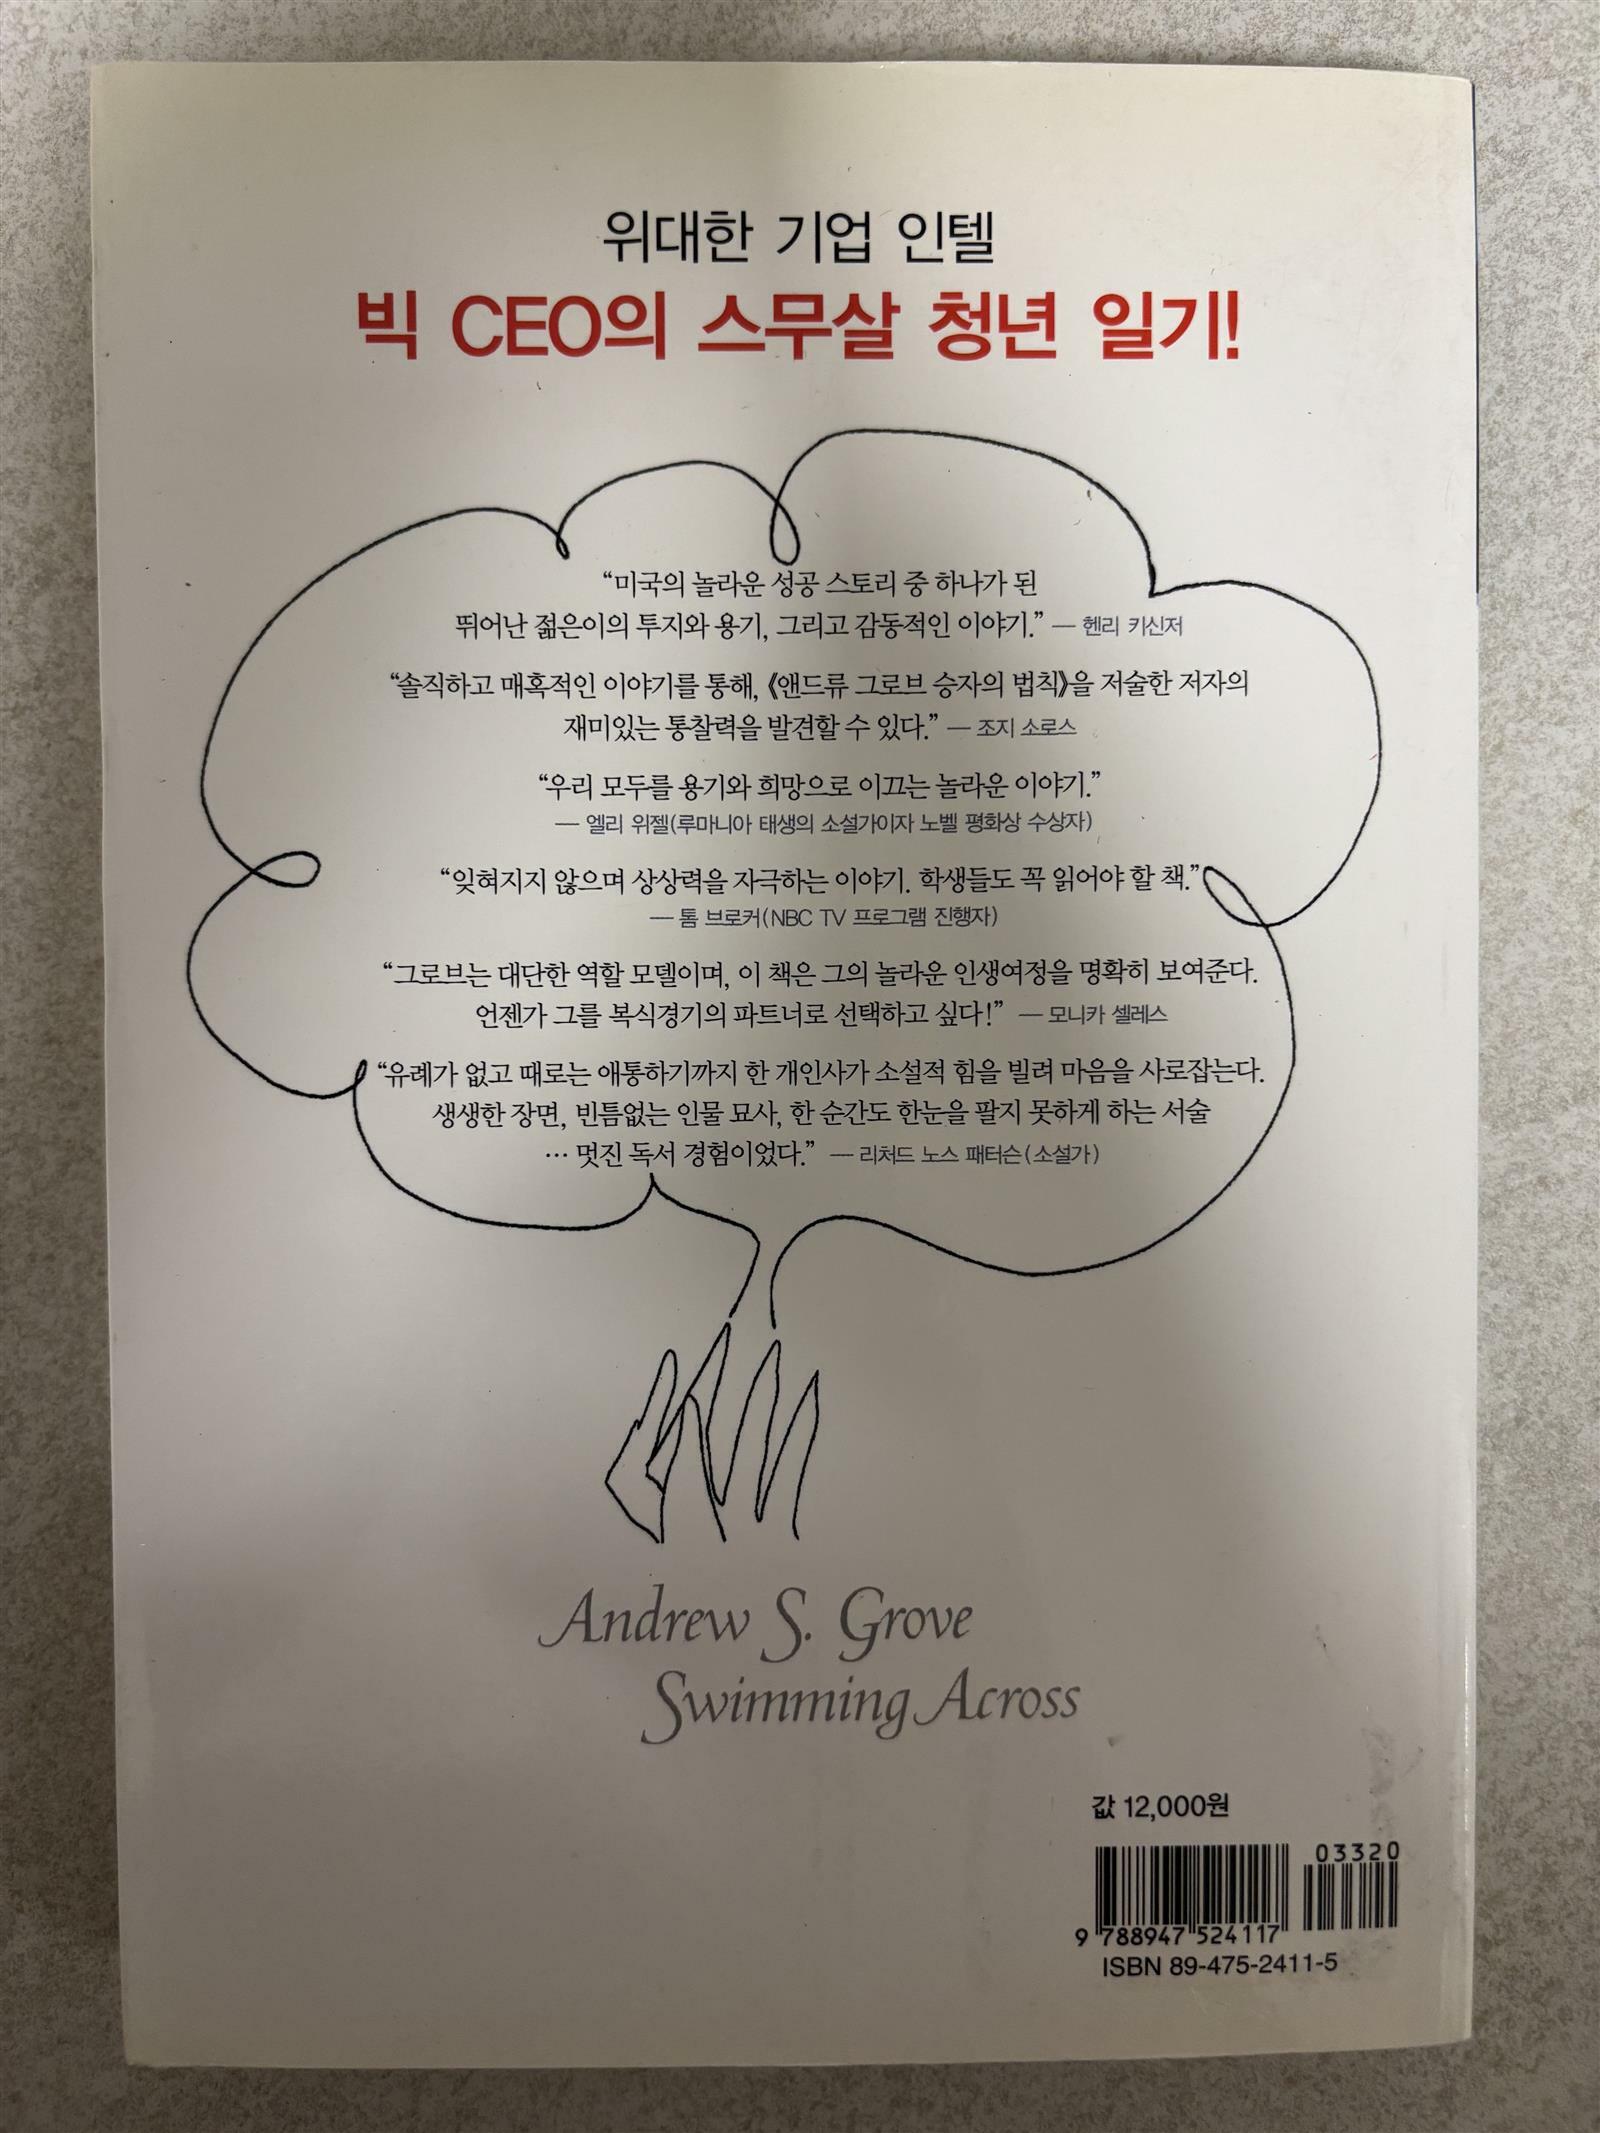 위대한 기업 인텔
빅 CEO의 스무살 청년 일기!
“미국의 놀라운 성공 스토리 중 하나가 된
뛰어난 젊은이의 투지와 용기, 그리고 감동적인 이야기.” — 헨리 키신저
“솔직하고 매혹적인 이야기를 통해, 《앤드류 그로브 승자의 법칙》을 저술한 저자의
재미있는 통찰력을 발견할 수 있다.” — 조지 소로스
“우리 모두를 용기와 희망으로 이끄는 놀라운 이야기.”
— 엘리 위젤(루마니아 태생의 소설가이자 노벨 평화상 수상자)
“잊혀지지 않으며 상상력을 자극하는 이야기. 학생들도 꼭 읽어야 할 책.”
— 톰 브로커(NBC TV 프로그램 진행자)
“그로브는 대단한 역할 모델이며, 이 책은 그의 놀라운 인생여정을 명확히 보여준다.
언젠가 그를 복식경기의 파트너로 선택하고 싶다!” — 모니카 셀레스
“유례가 없고 때로는 애통하기까지 한 개인사가 소설적 힘을 빌려 마음을 사로잡는다.
생생한 장면, 빈틈없는 인물 묘사, 한 순간도 한눈을 팔지 못하게 하는 서술
… 멋진 독서 경험이었다.” — 리처드 노스 패터슨(소설가)
Andrew S. Grove
Swimming Across
값 12,000원
03320
9 788947 524117
ISBN 89-475-2411-5